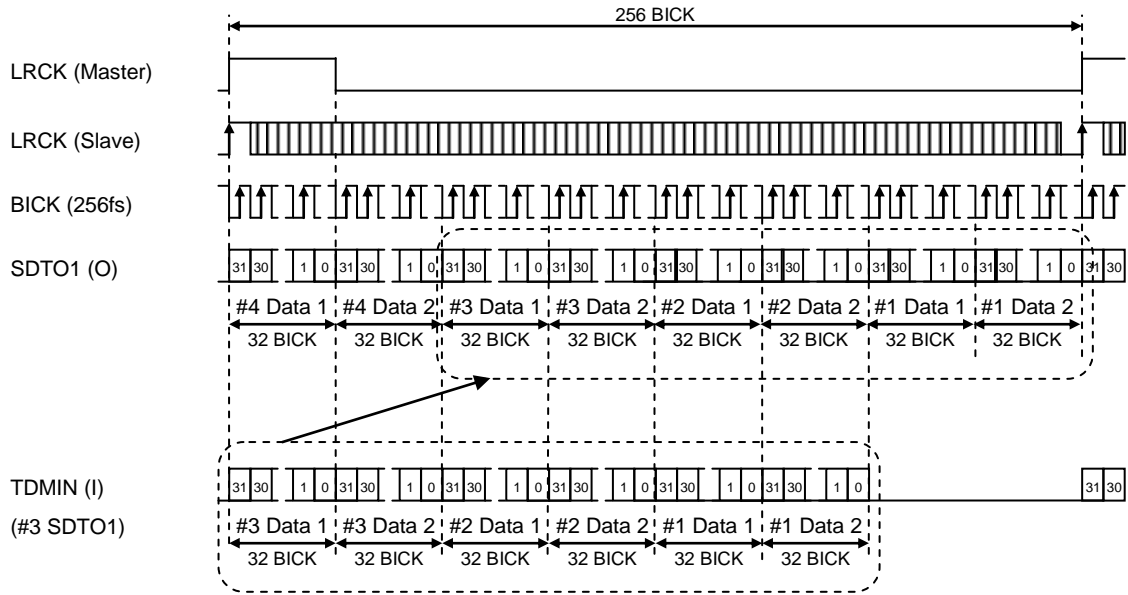 256 BICK
LRCK (Master)
LRCK (Slave)
BICK (256fs)
SDTO1 (O)
31 30 1 0 31 30 1 0 31 30 1 0 31 30 1 0 31 30 1 0 31 30 1 0 31 30 1 0 31 30 1 0 31 30
#4 Data 1 #4 Data 2 #3 Data 1 #3 Data 2 #2 Data 1 #2 Data 2 #1 Data 1 #1 Data 2
32 BICK 32 BICK 32 BICK 32 BICK 32 BICK 32 BICK 32 BICK 32 BICK
TDMIN (I)
31 30 1 0 31 30 1 0 31 30 1 0 31 30 1 0 31 30 1 0 31 30 1 0 31 30
(#3 SDTO1)
#3 Data 1 #3 Data 2 #2 Data 1 #2 Data 2 #1 Data 1 #1 Data 2
32 BICK 32 BICK 32 BICK 32 BICK 32 BICK 32 BICK